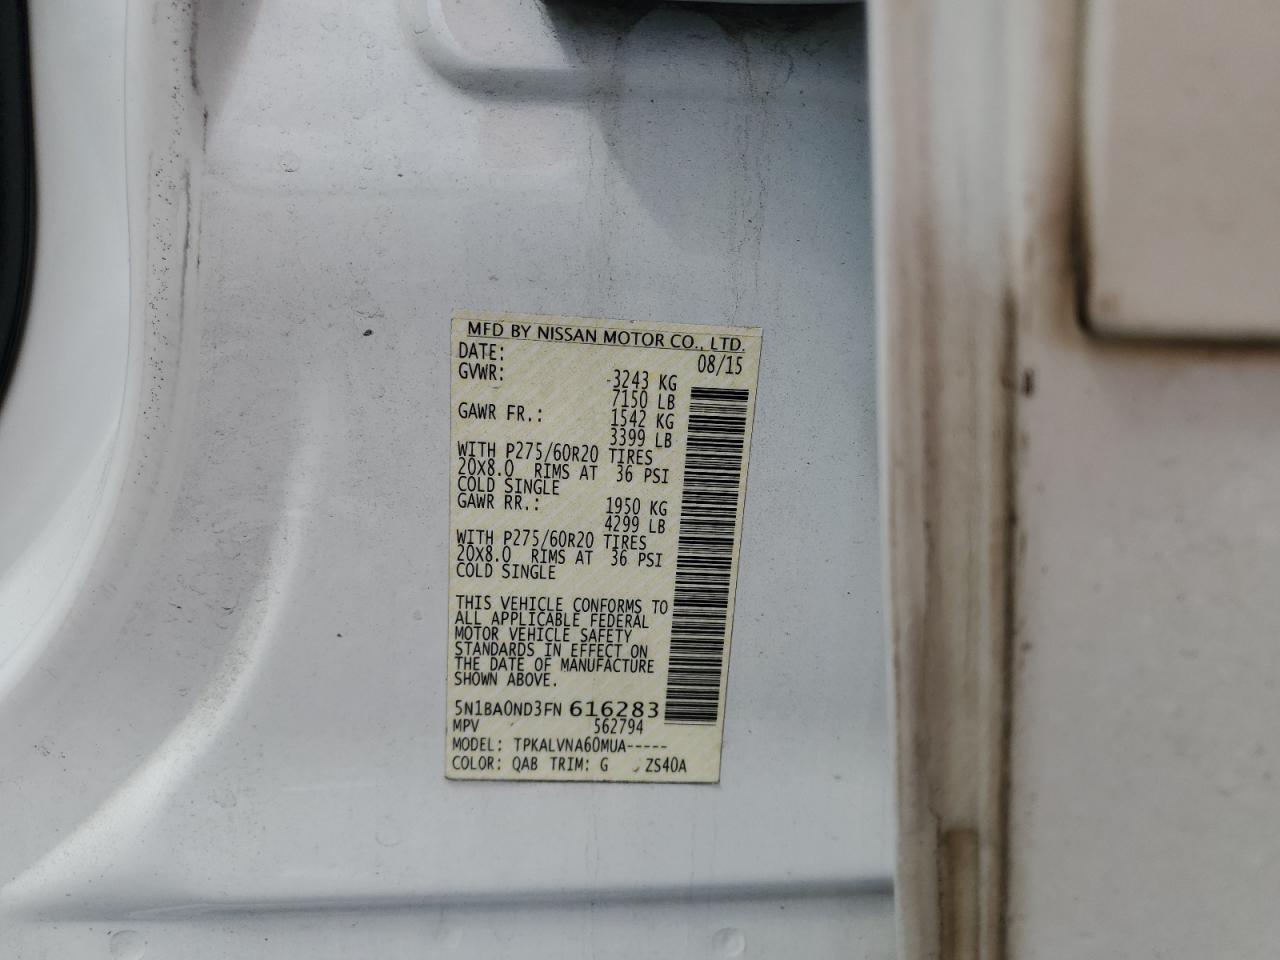 MFD BY NISSAN MOTOR CO., LTD.
DATE: 08/15
GVWR: 3243 KG
7150 LB
GAWR FR.: 1542 KG
3399 LB
WITH P275/60R20 TIRES
20X8.0 RIMS AT 36 PSI
COLD SINGLE
GAWR RR.: 1950 KG
4299 LB
WITH P275/60R20 TIRES
20X8.0 RIMS AT 36 PSI
COLD SINGLE
THIS VEHICLE CONFORMS TO
ALL APPLICABLE FEDERAL
MOTOR VEHICLE SAFETY
STANDARDS IN EFFECT ON
THE DATE OF MANUFACTURE
SHOWN ABOVE.
5N1BA0ND3FN 616283
MPV 562794
MODEL: TPKALVNA60MUA-----
COLOR: QAB TRIM: G ZS40A